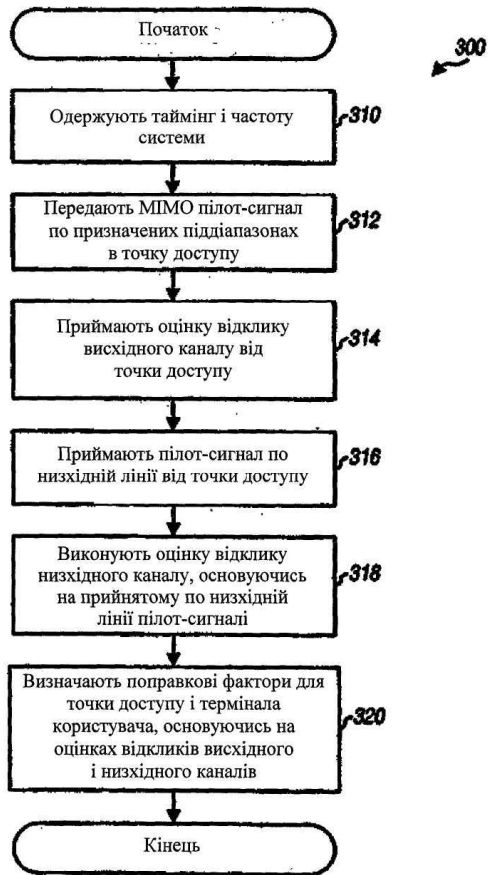 Початок
300
Одержують таймінг і частоту
системи
310
Передають MIMO пілот-сигнал
по призначених піддіапазонах
в точку доступу
312
Приймають оцінку відклику
висхідного каналу від
точки доступу
314
Приймають пілот-сигнал по
низхідній лінії від точки доступу
316
Виконують оцінку відклику
низхідного каналу, основуючись
на прийнятому по низхідній
лінії пілот-сигналі
318
Визначають поправкові фактори для
точки доступу і термінала
користувача, основуючись на
оцінках відкликів висхідного
і низхідного каналів
320
Кінець